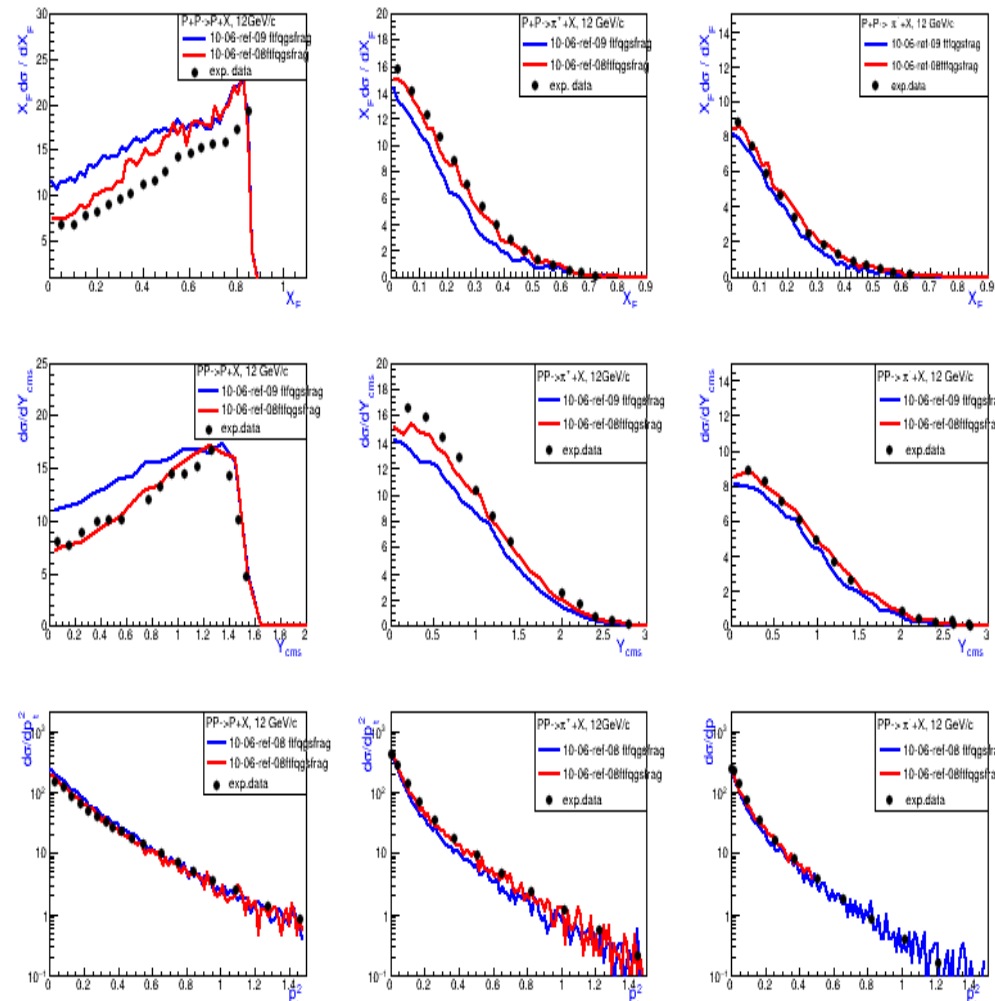 P+P->P+X, 12GeV/c
10-06-ref-09 ftfqgsfrag
10-06-ref-08ftfqgsfrag
exp. data
X_F dσ / dX_F
30
25
20
15
10
5
0 0.2 0.4 0.6 0.8 1
X_F
P+P->π⁺+X, 12 GeV/c
10-06-ref-09 ftfqgsfrag
10-06-ref-08ftfqgsfrag
exp. data
X_F dσ / dX_F
20
18
16
14
12
10
8
6
4
2
0
0 0.1 0.2 0.3 0.4 0.5 0.6 0.7 0.8 0.9
X_F
P+P-> π⁻+X, 12 GeV/c
10-06-ref-09 ftfqgsfrag
10-06-ref-08ftfqgsfrag
exp. data
X_F dσ / dX_F
14
12
10
8
6
4
2
0
0 0.1 0.2 0.3 0.4 0.5 0.6 0.7 0.8 0.9
X_F
PP->P+X, 12 GeV/c
10-06-ref-09 ftfqgsfrag
10-06-ref-08ftfqgsfrag
exp.data
dσ/dY_cms
25
20
15
10
5
0
0 0.2 0.4 0.6 0.8 1 1.2 1.4 1.6 1.8 2
Y_cms
PP->π⁺+X, 12GeV/c
10-06-ref-09 ftfqgsfrag
10-06-ref-08ftfqgsfrag
exp.data
dσ/dY_cms
20
18
16
14
12
10
8
6
4
2
0
0 0.5 1 1.5 2 2.5 3
Y_cms
PP-> π⁻+X, 12 GeV/c
10-06-ref-09 ftfqgsfrag
10-06-ref-08ftfqgsfrag
exp.data
dσ/dY_cms
14
12
10
8
6
4
2
0
0 0.5 1 1.5 2 2.5 3
Y_cms
PP->P+X, 12 GeV/c
10-06-ref-08 ftfqgsfrag
10-06-ref-08ftfqgsfrag
exp.data
dσ/dp_t²
10³
10²
10
1
10⁻¹
0 0.2 0.4 0.6 0.8 1 1.2 1.4
p²
PP->π⁺+X, 12GeV/c
10-06-ref-08 ftfqgsfrag
10-06-ref-08ftfqgsfrag
exp.data
dσ/dp_t²
10³
10²
10
1
10⁻¹
0 0.2 0.4 0.6 0.8 1 1.2 1.4
p²
PP-> π⁻+X, 12 GeV/c
10-06-ref-08 ftfqgsfrag
10-06-ref-08ftfqgsfrag
exp.data
dσ/dp
10³
10²
10
1
10⁻¹
0 0.2 0.4 0.6 0.8 1 1.2 1.4
p²